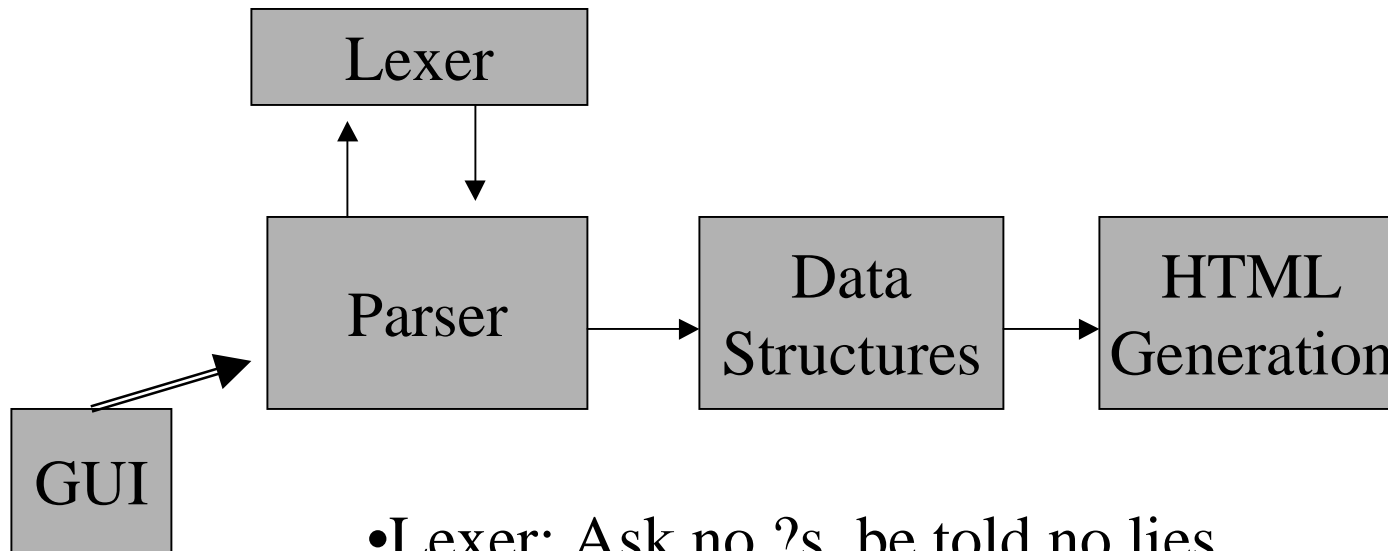 Lexer
Parser
Data
Structures
HTML
Generation
GUI
•Lexer: Ask no ?s, be told no lies